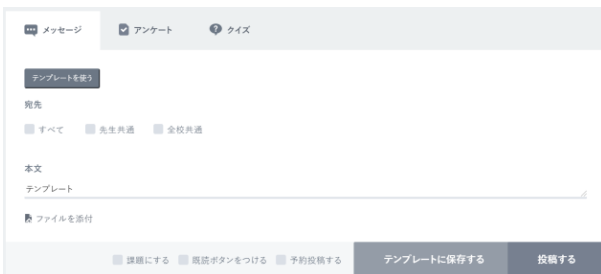 メッセージ アンケート クイズ
テンプレートを使う
宛先
すべて 先生共通 全校共通
本文
テンプレート
ファイルを添付
課題にする 既読ボタンをつける 予約投稿する テンプレートに保存する 投稿する